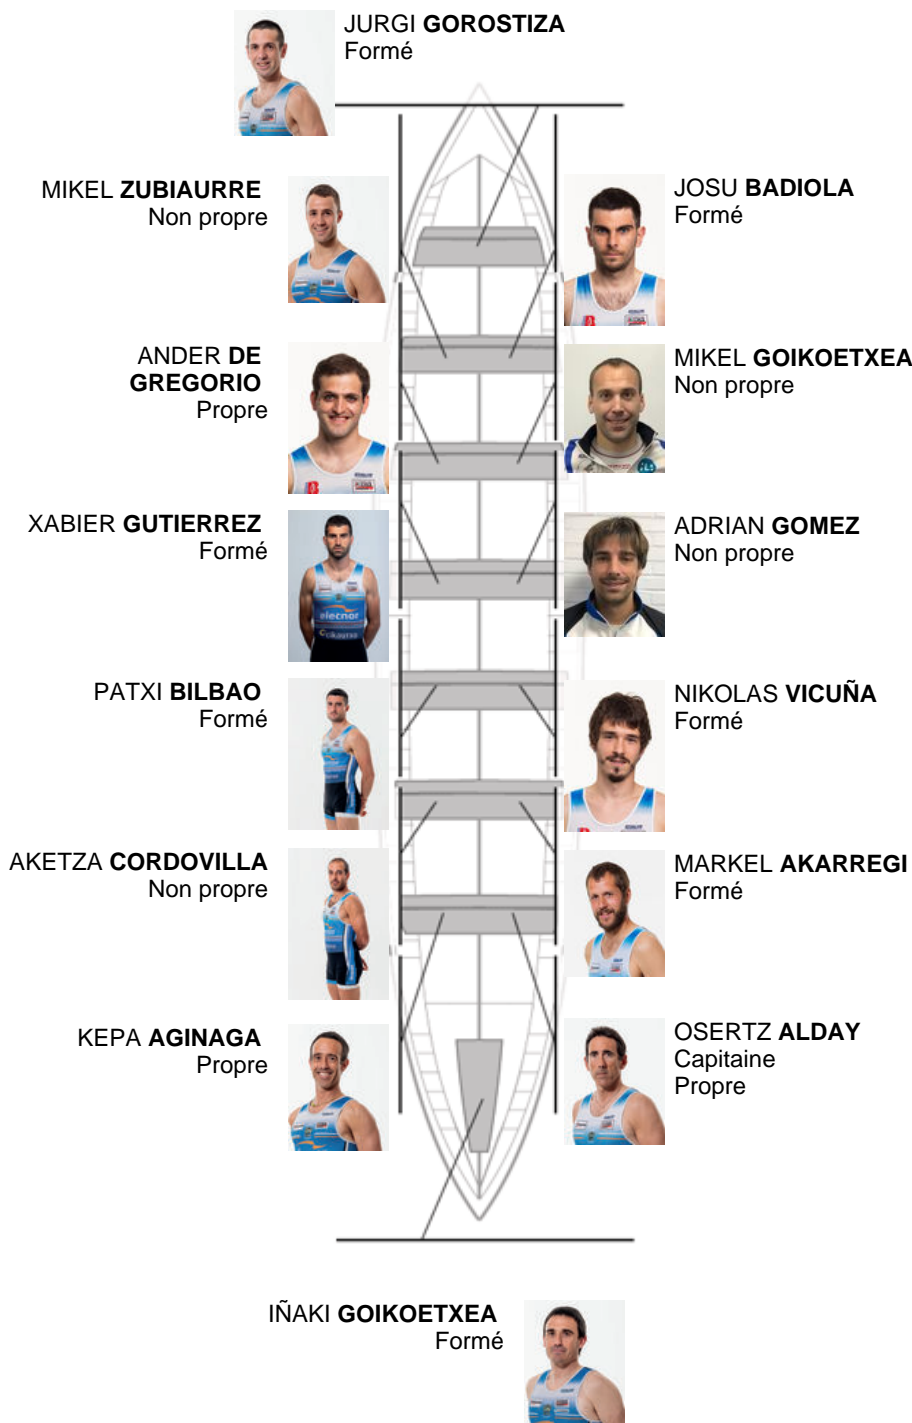 JURGI GOROSTIZA
Formé
MIKEL ZUBIAURRE
Non propre
JOSU BADIOLA
Formé
ANDER DE
GREGORIO
Propre
MIKEL GOIKOETXEA
Non propre
XABIER GUTIERREZ
Formé
elecnor
cikautxo
ADRIAN GOMEZ
Non propre
PATXI BILBAO
Formé
NIKOLAS VICUÑA
Formé
AKETZA CORDOVILLA
Non propre
MARKEL AKARREGI
Formé
KEPA AGINAGA
Propre
OSERTZ ALDAY
Capitaine
Propre
IÑAKI GOIKOETXEA
Formé